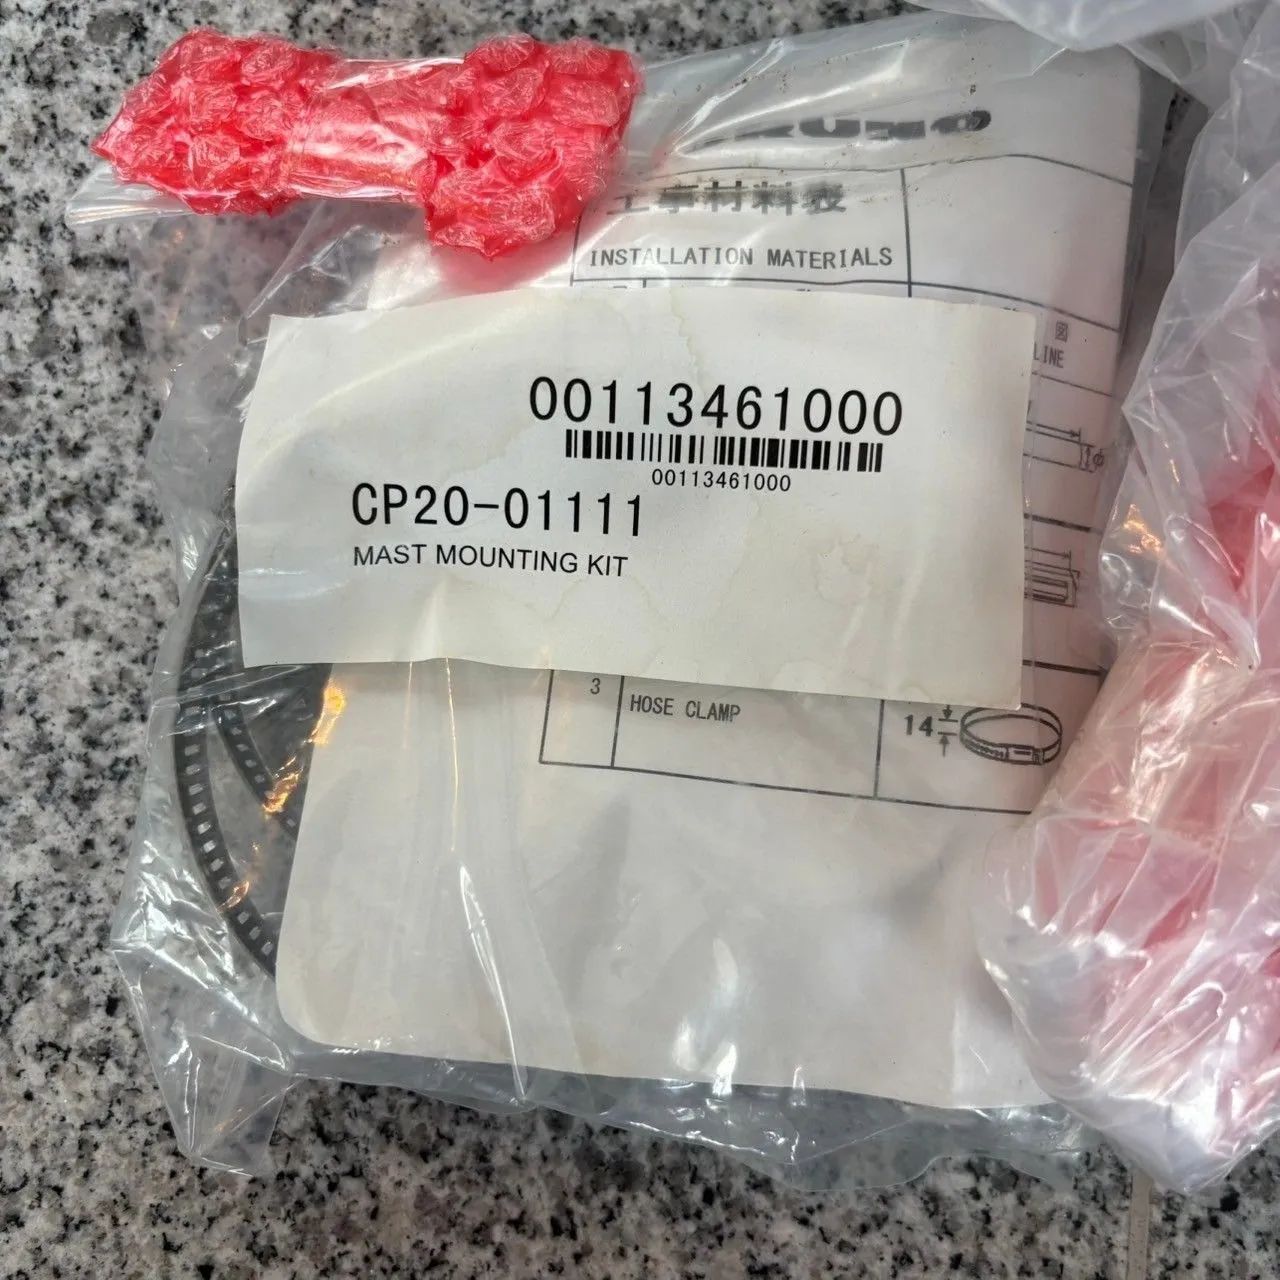 工事材料表
INSTALLATION MATERIALS
図
LINE
φ
00113461000
00113461000
CP20-01111
MAST MOUNTING KIT
3
HOSE CLAMP
14